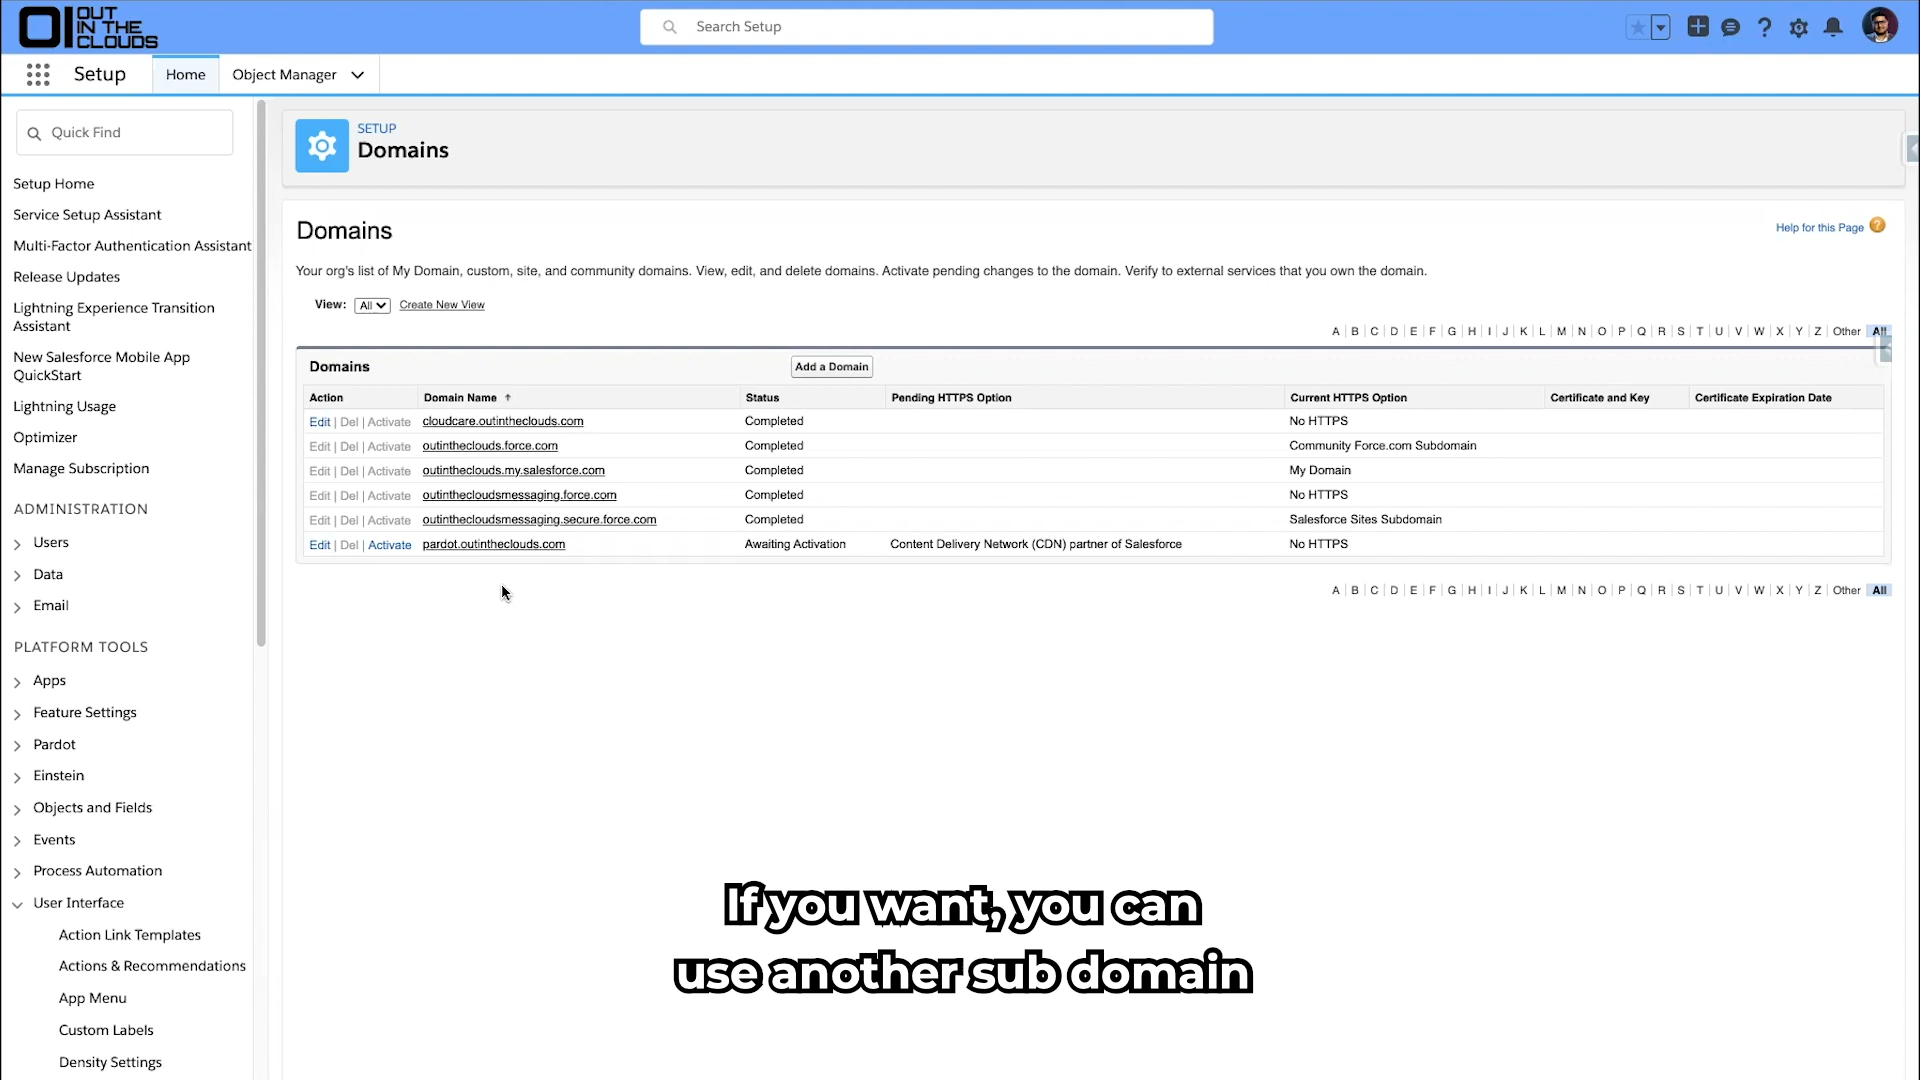 OUT
IN THE
CLOUDS
Search Setup
Setup
Home
Object Manager
Quick Find
Setup Home
Service Setup Assistant
Multi-Factor Authentication Assistant
Release Updates
Lightning Experience Transition
Assistant
New Salesforce Mobile App
QuickStart
Lightning Usage
Optimizer
Manage Subscription
ADMINISTRATION
Users
Data
Email
PLATFORM TOOLS
Apps
Feature Settings
Pardot
Einstein
Objects and Fields
Events
Process Automation
User Interface
Action Link Templates
Actions & Recommendations
App Menu
Custom Labels
Density Settings
SETUP
Domains
Domains
Help for this Page
Your org's list of My Domain, custom, site, and community domains. View, edit, and delete domains. Activate pending changes to the domain. Verify to external services that you own the domain.
View: All Create New View
A | B | C | D | E | F | G | H | I | J | K | L | M | N | O | P | Q | R | S | T | U | V | W | X | Y | Z | Other | All
Domains Add a Domain
Action Domain Name Status Pending HTTPS Option Current HTTPS Option Certificate and Key Certificate Expiration Date
Edit | Del | Activate cloudcare.outintheclouds.com Completed No HTTPS
Edit | Del | Activate outintheclouds.force.com Completed Community Force.com Subdomain
Edit | Del | Activate outintheclouds.my.salesforce.com Completed My Domain
Edit | Del | Activate outinthecloudsmessaging.force.com Completed No HTTPS
Edit | Del | Activate outinthecloudsmessaging.secure.force.com Completed Salesforce Sites Subdomain
Edit | Del | Activate pardot.outintheclouds.com Awaiting Activation Content Delivery Network (CDN) partner of Salesforce No HTTPS
A | B | C | D | E | F | G | H | I | J | K | L | M | N | O | P | Q | R | S | T | U | V | W | X | Y | Z | Other | All
If you want, you can
use another sub domain